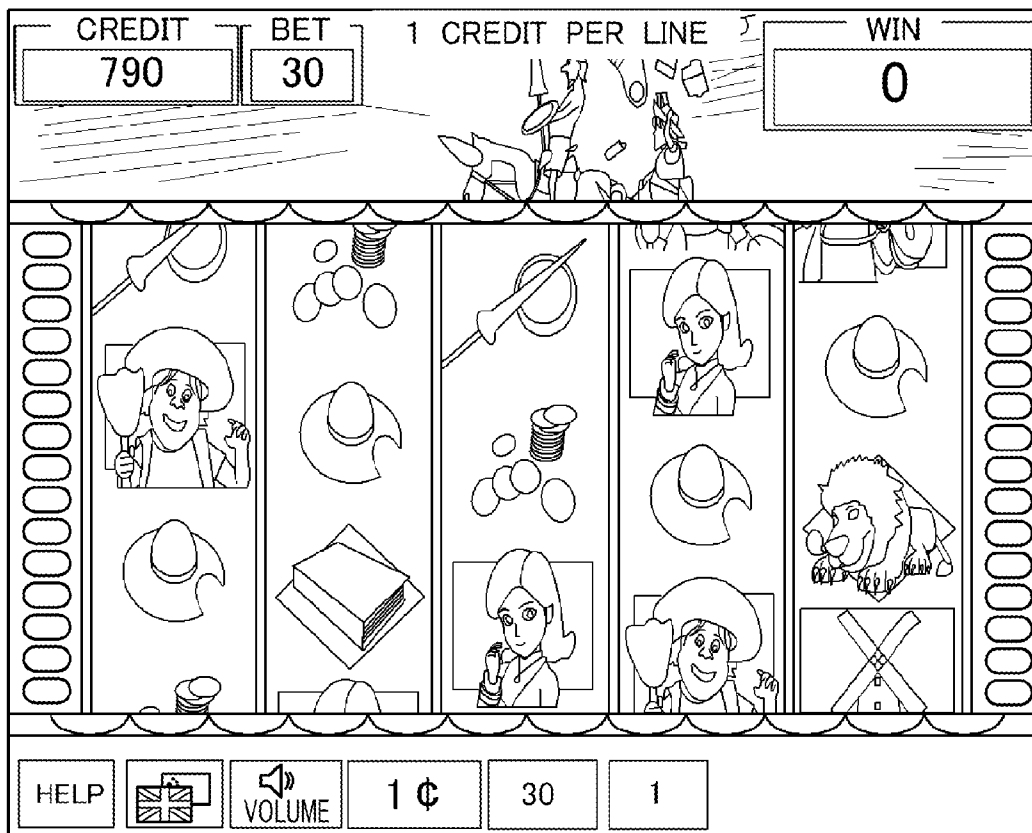 CREDIT
790
BET
30
1 CREDIT PER LINE
WIN
0
HELP
VOLUME
1 ¢
30
1